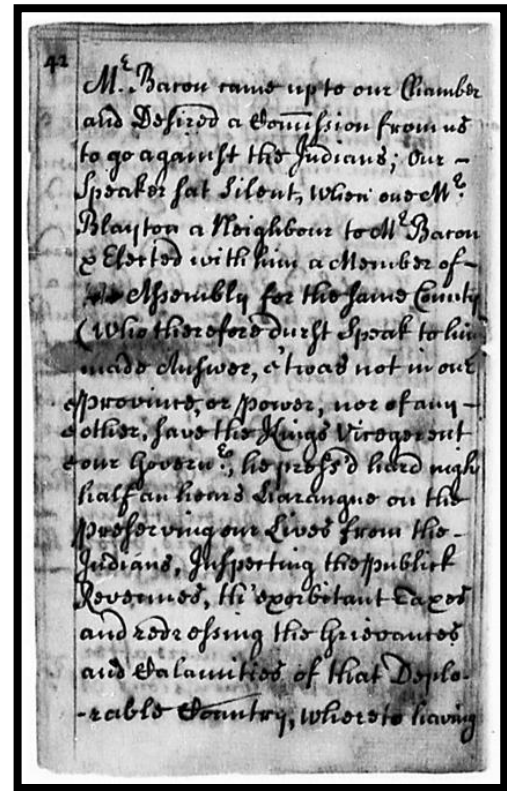 42
Mr. Bacon came up to our Chamber
and Desired a Comission from us
to go against the Indians; Our -
Speaker sat Silent, When one Mr.
Blayton a Neighbour to Mr. Bacon
& Elected with him a Member of -
Assembly for the same County
(Who therefore durst Speak to him
made Answer, 'twas not in our
Province, or Power, nor of any -
other, save the Kings Vicegerent
our Governr., he press'd hard nigh
half an hours Harangue on the
Preserving our Lives from the -
Indians, Inspecting the Publick
Revenues, th'exorbitant Taxes
and redressing the Grievances
and Calamities of that Deplo-
-rable Country, Whereto having